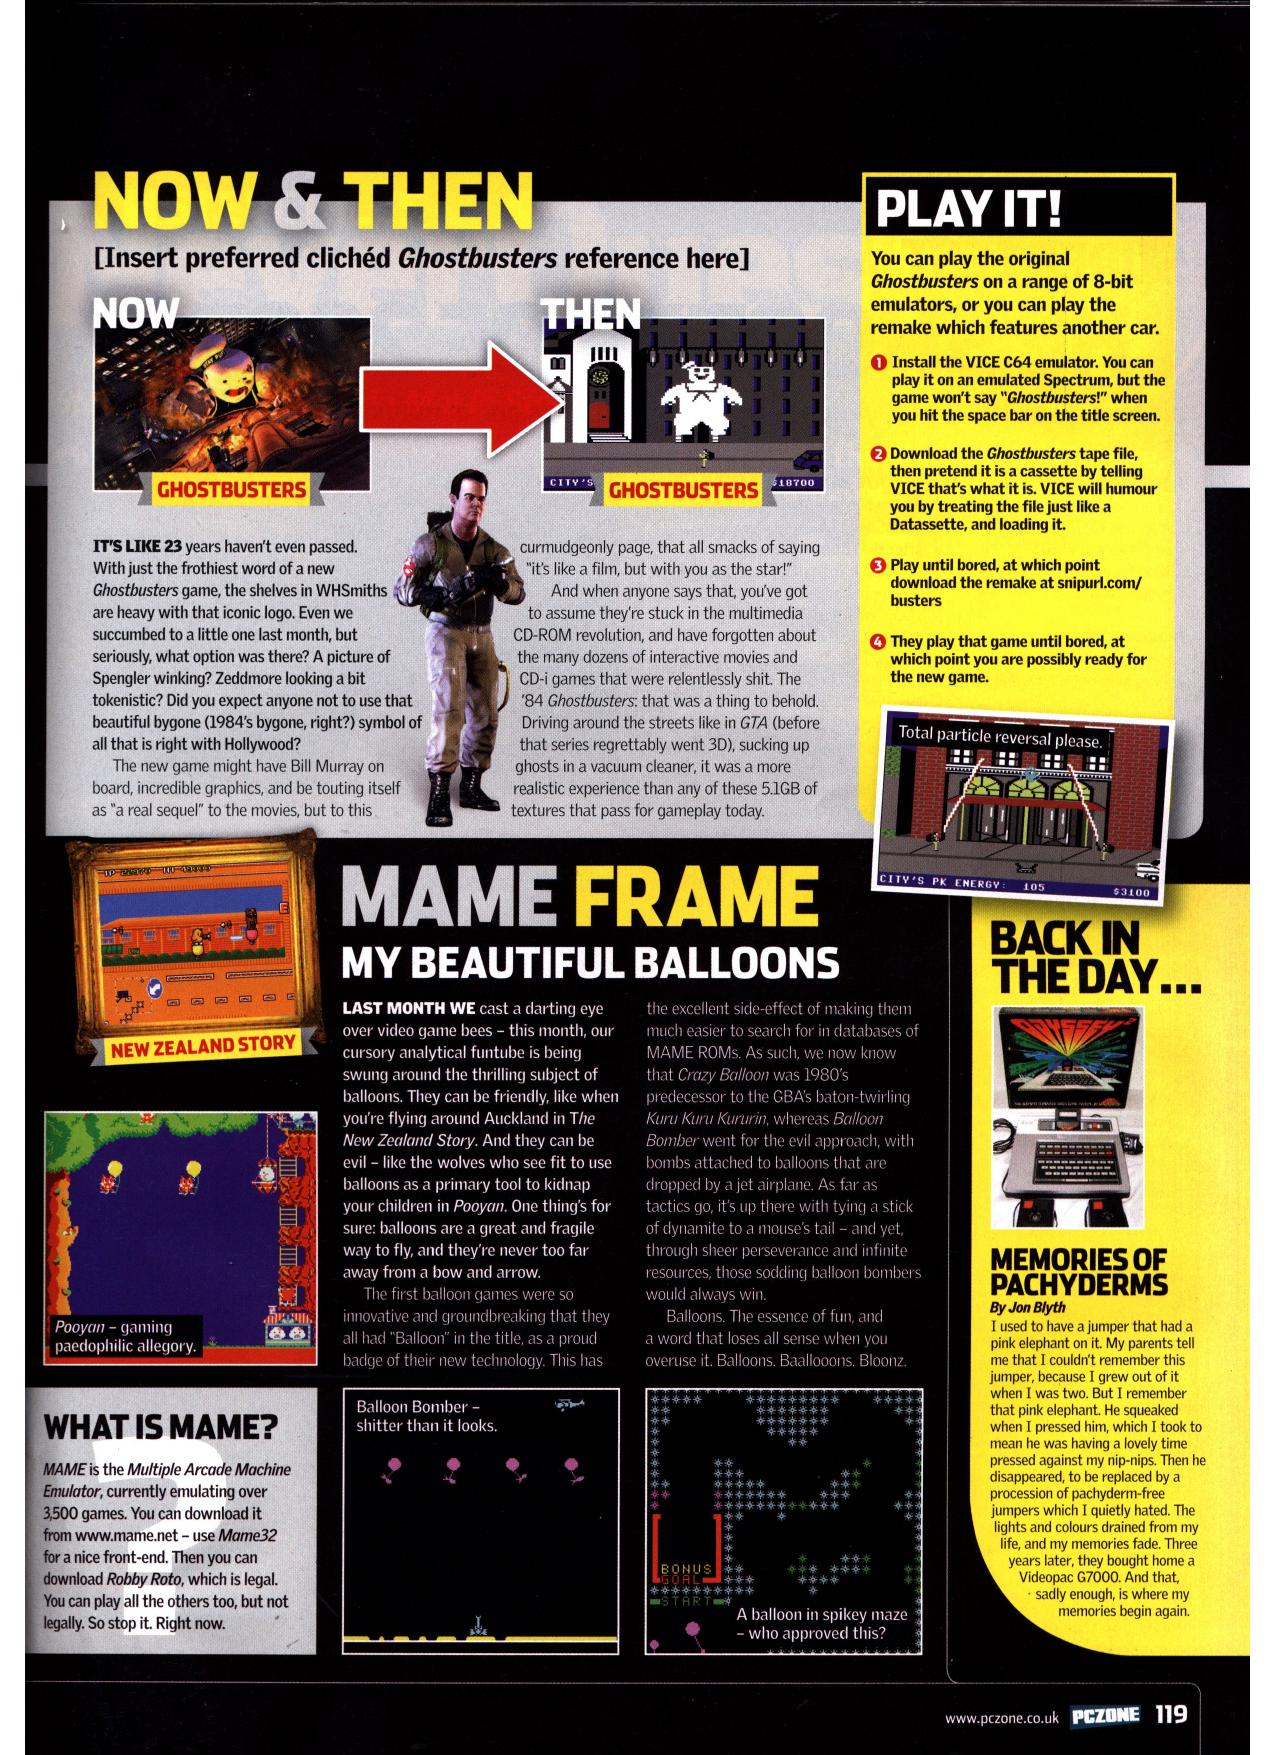 NOW & THEN
[Insert preferred clichéd Ghostbusters reference here]
NOW
THEN
CITY'S
$18700
GHOSTBUSTERS
GHOSTBUSTERS
IT'S LIKE 23 years haven't even passed.
With just the frothiest word of a new
Ghostbusters game, the shelves in WHSmiths
are heavy with that iconic logo. Even we
succumbed to a little one last month, but
seriously, what option was there? A picture of
Spengler winking? Zeddmore looking a bit
tokenistic? Did you expect anyone not to use that
beautiful bygone (1984's bygone, right?) symbol of
all that is right with Hollywood?
The new game might have Bill Murray on
board, incredible graphics, and be touting itself
as "a real sequel" to the movies, but to this
curmudgeonly page, that all smacks of saying
"it's like a film, but with you as the star!"
And when anyone says that, you've got
to assume they're stuck in the multimedia
CD-ROM revolution, and have forgotten about
the many dozens of interactive movies and
CD-i games that were relentlessly shit. The
'84 Ghostbusters: that was a thing to behold.
Driving around the streets like in GTA (before
that series regrettably went 3D), sucking up
ghosts in a vacuum cleaner, it was a more
realistic experience than any of these 5.1GB of
textures that pass for gameplay today.
PLAY IT!
You can play the original
Ghostbusters on a range of 8-bit
emulators, or you can play the
remake which features another car.
1 Install the VICE C64 emulator. You can
play it on an emulated Spectrum, but the
game won't say "Ghostbusters!" when
you hit the space bar on the title screen.
2 Download the Ghostbusters tape file,
then pretend it is a cassette by telling
VICE that's what it is. VICE will humour
you by treating the file just like a
Datassette, and loading it.
3 Play until bored, at which point
download the remake at snipurl.com/
busters
4 They play that game until bored, at
which point you are possibly ready for
the new game.
Total particle reversal please.
CITY'S PK ENERGY: 105
$3100
MAME FRAME
MY BEAUTIFUL BALLOONS
NEW ZEALAND STORY
LAST MONTH WE cast a darting eye
over video game bees – this month, our
cursory analytical funtube is being
swung around the thrilling subject of
balloons. They can be friendly, like when
you're flying around Auckland in The
New Zealand Story. And they can be
evil – like the wolves who see fit to use
balloons as a primary tool to kidnap
your children in Pooyan. One thing's for
sure: balloons are a great and fragile
way to fly, and they're never too far
away from a bow and arrow.
The first balloon games were so
innovative and groundbreaking that they
all had "Balloon" in the title, as a proud
badge of their new technology. This has
the excellent side-effect of making them
much easier to search for in databases of
MAME ROMs. As such, we now know
that Crazy Balloon was 1980's
predecessor to the GBA's baton-twirling
Kuru Kuru Kururin, whereas Balloon
Bomber went for the evil approach, with
bombs attached to balloons that are
dropped by a jet airplane. As far as
tactics go, it's up there with tying a stick
of dynamite to a mouse's tail – and yet,
through sheer perseverance and infinite
resources, those sodding balloon bombers
would always win.
Balloons. The essence of fun, and
a word that loses all sense when you
overuse it. Balloons. Baallooons. Bloonz.
Pooyan – gaming
paedophilic allegory.
WHAT IS MAME?
MAME is the Multiple Arcade Machine
Emulator, currently emulating over
3,500 games. You can download it
from www.mame.net – use Mame32
for a nice front-end. Then you can
download Robby Roto, which is legal.
You can play all the others too, but not
legally. So stop it. Right now.
Balloon Bomber –
shitter than it looks.
BONUS
GOAL
START
A balloon in spikey maze
– who approved this?
BACK IN
THE DAY...
ODYSSEY
MEMORIES OF
PACHYDERMS
By Jon Blyth
I used to have a jumper that had a
pink elephant on it. My parents tell
me that I couldn't remember this
jumper, because I grew out of it
when I was two. But I remember
that pink elephant. He squeaked
when I pressed him, which I took to
mean he was having a lovely time
pressed against my nip-nips. Then he
disappeared, to be replaced by a
procession of pachyderm-free
jumpers which I quietly hated. The
lights and colours drained from my
life, and my memories fade. Three
years later, they bought home a
Videopac G7000. And that,
sadly enough, is where my
memories begin again.
www.pczone.co.uk PCZONE 119